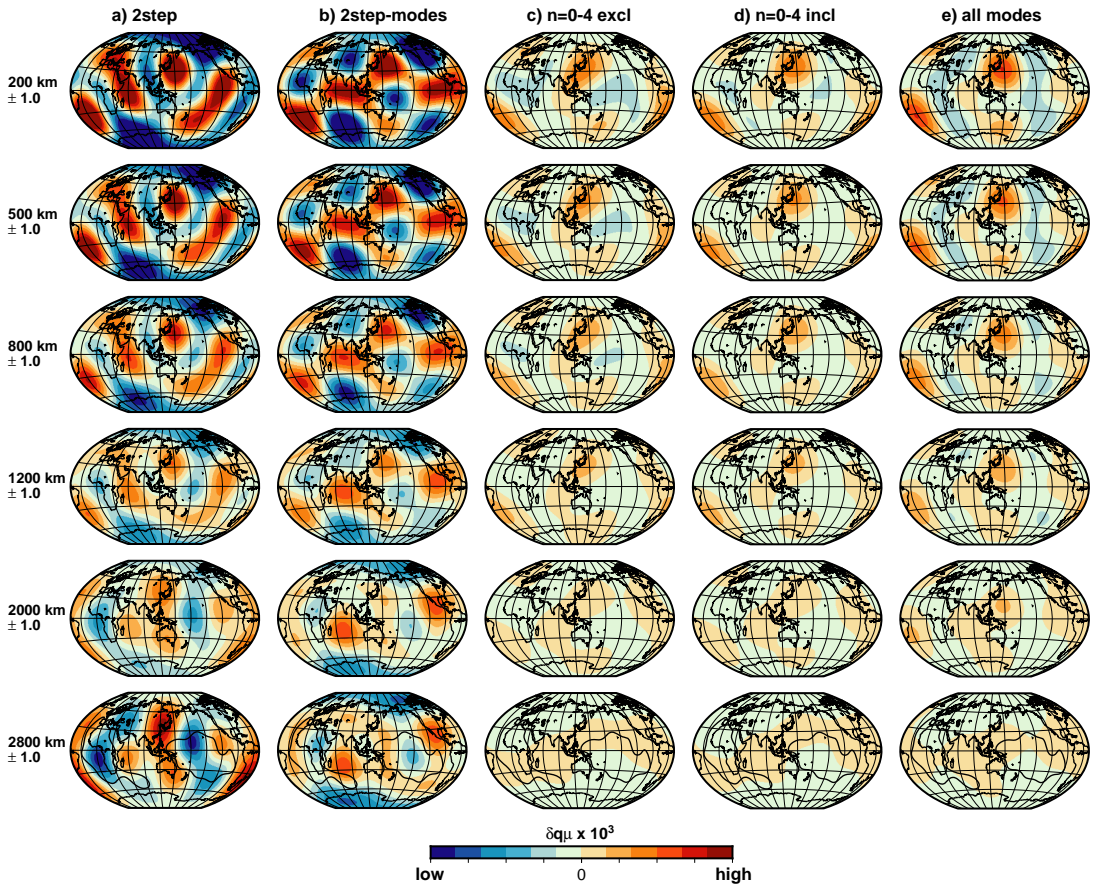 a) 2step b) 2step-modes c) n=0-4 excl d) n=0-4 incl e) all modes
200 km
± 1.0
500 km
± 1.0
800 km
± 1.0
1200 km
± 1.0
2000 km
± 1.0
2800 km
± 1.0
δqμ x 10³
low 0 high